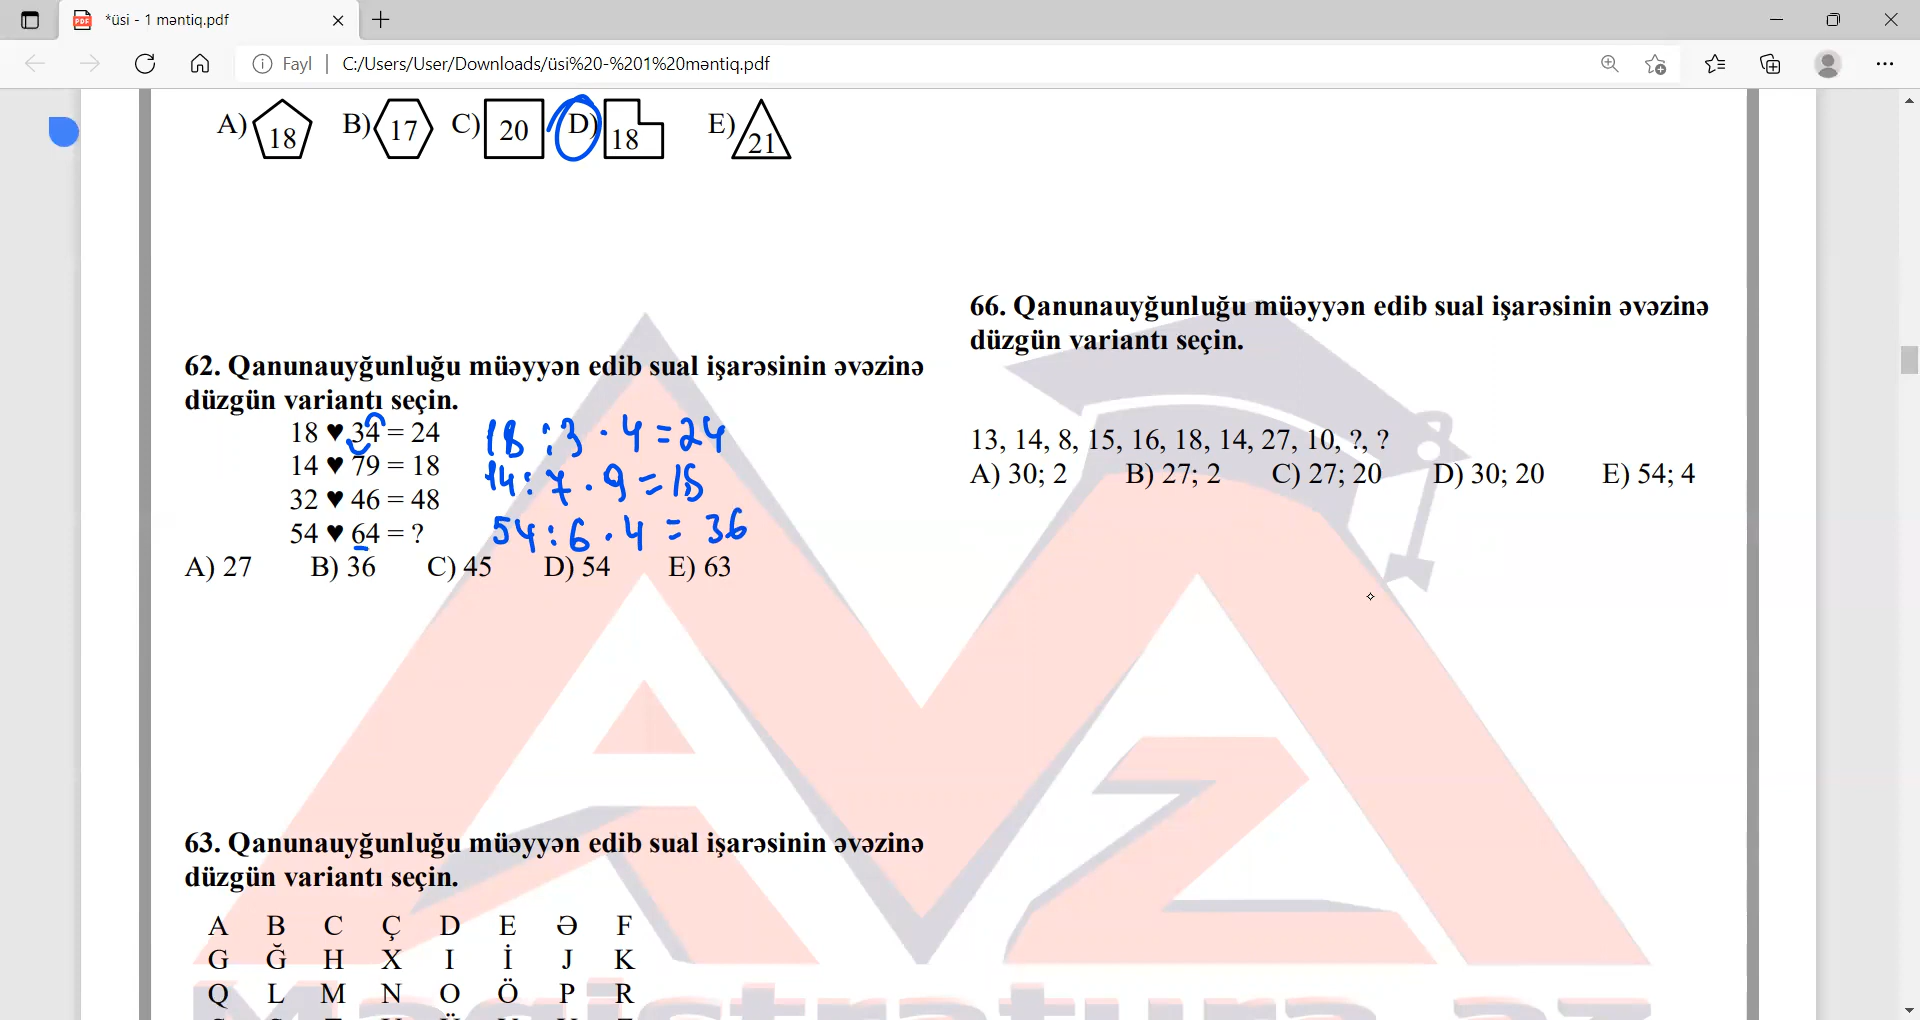 *üsi - 1 məntiq.pdf
Fayl | C:/Users/User/Downloads/üsi%20-%201%20məntiq.pdf
A) 18 B) 17 C) 20 D) 18 E) 21
62. Qanunauyğunluğu müəyyən edib sual işarəsinin əvəzinə
düzgün variantı seçin.
18 ♥ 34 = 24
14 ♥ 79 = 18
32 ♥ 46 = 48
54 ♥ 64 = ?
18 : 3 · 4 = 24
14 : 7 · 9 = 18
54 : 6 · 4 = 36
A) 27 B) 36 C) 45 D) 54 E) 63
63. Qanunauyğunluğu müəyyən edib sual işarəsinin əvəzinə
düzgün variantı seçin.
A B C Ç D E Ə F
G Ğ H X I İ J K
Q L M N O Ö P R
66. Qanunauyğunluğu müəyyən edib sual işarəsinin əvəzinə
düzgün variantı seçin.
13, 14, 8, 15, 16, 18, 14, 27, 10, ?, ?
A) 30; 2 B) 27; 2 C) 27; 20 D) 30; 20 E) 54; 4
Magistratura.az